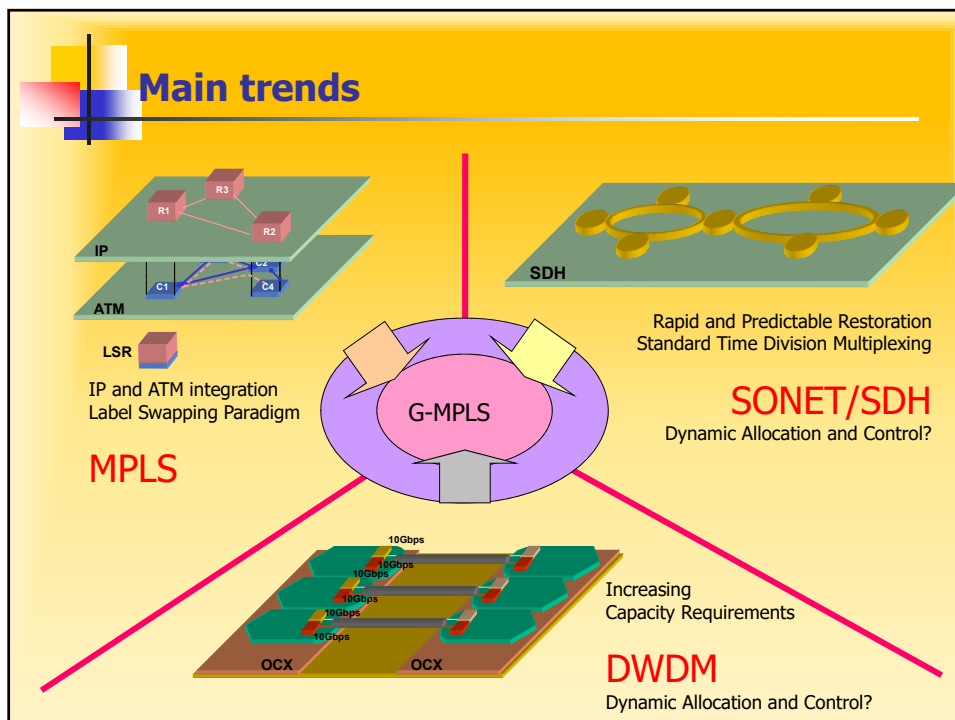 Main trends
R3
R1
R2
IP
C2
C1
C4
ATM
LSR
IP and ATM integration
Label Swapping Paradigm
MPLS
SDH
Rapid and Predictable Restoration
Standard Time Division Multiplexing
SONET/SDH
Dynamic Allocation and Control?
G-MPLS
10Gbps
10Gbps
10Gbps
10Gbps
10Gbps
10Gbps
OCX
OCX
Increasing
Capacity Requirements
DWDM
Dynamic Allocation and Control?